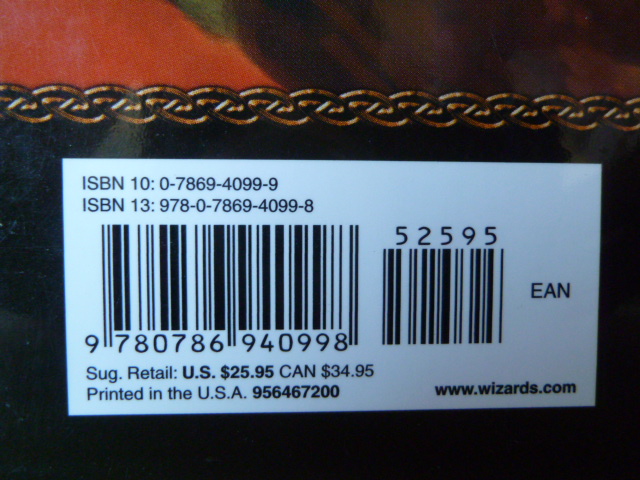 ISBN 10: 0-7869-4099-9
ISBN 13: 978-0-7869-4099-8
52595
EAN
9 780786 940998
Sug. Retail: U.S. $25.95 CAN $34.95
Printed in the U.S.A. 956467200
www.wizards.com